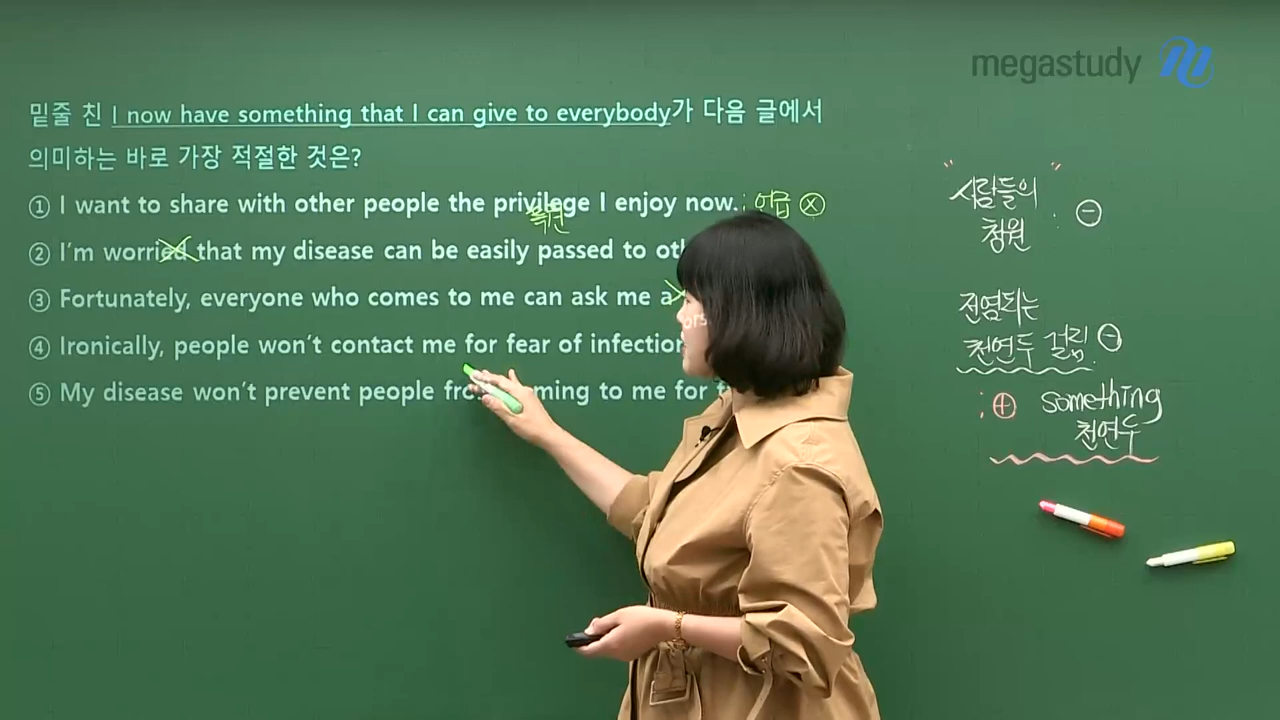 megastudy
밑줄 친 I now have something that I can give to everybody가 다음 글에서
의미하는 바로 가장 적절한 것은?
① I want to share with other people the privilege I enjoy now. : 언급 ⓧ
특권
② I'm worried that my disease can be easily passed to
③ Fortunately, everyone who comes to me can ask me
④ Ironically, people won't contact me for fear of infection
⑤ My disease won't prevent people coming to me for
"사람들의
청원" : ⊖
전염되는
천연두 걸림 ⊖
; ⊕ something
천연두